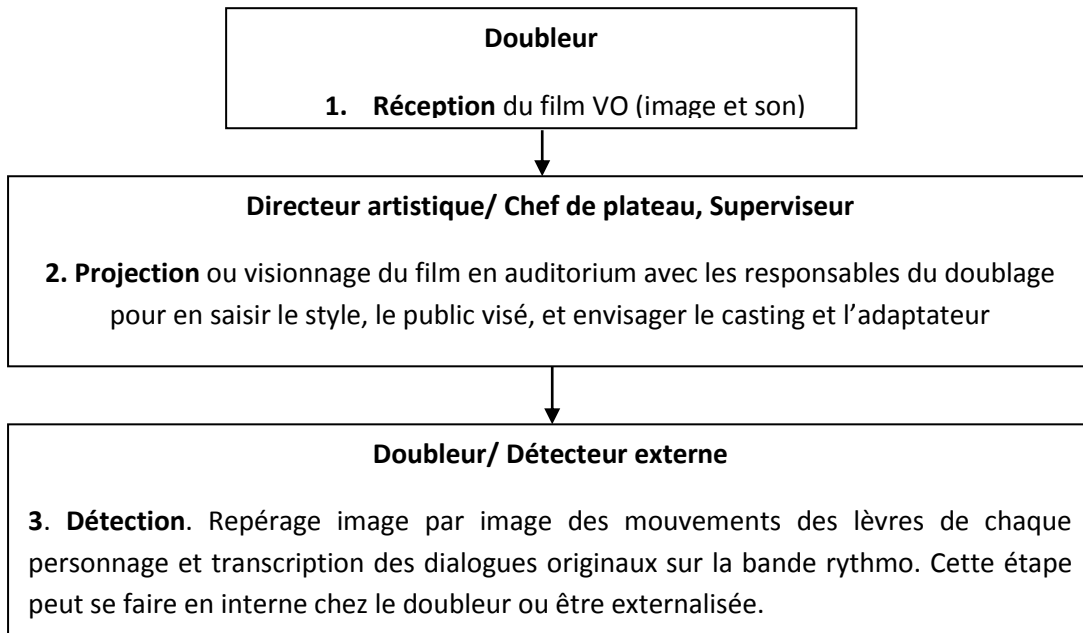 Doubleur
1. Réception du film VO (image et son)
Directeur artistique/ Chef de plateau, Superviseur
2. Projection ou visionnage du film en auditorium avec les responsables du doublage
pour en saisir le style, le public visé, et envisager le casting et l’adaptateur
Doubleur/ Détecteur externe
3. Détection. Repérage image par image des mouvements des lèvres de chaque
personnage et transcription des dialogues originaux sur la bande rythmo. Cette étape
peut se faire en interne chez le doubleur ou être externalisée.